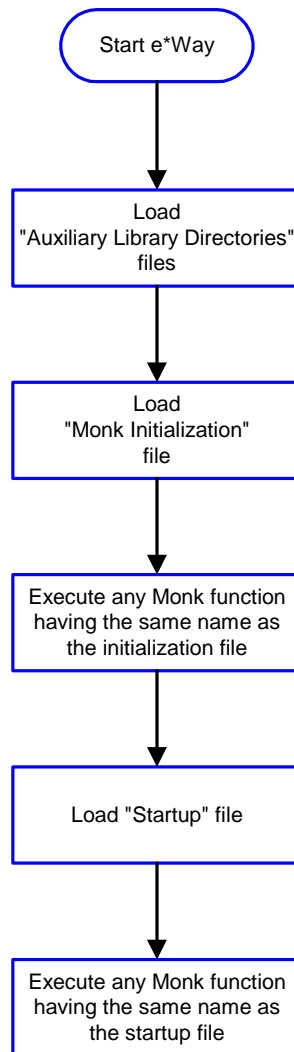 Start e*Way
Load
"Auxiliary Library Directories"
files
Load
"Monk Initialization"
file
Execute any Monk function
having the same name as
the initialization file
Load "Startup" file
Execute any Monk function
having the same name as
the startup file